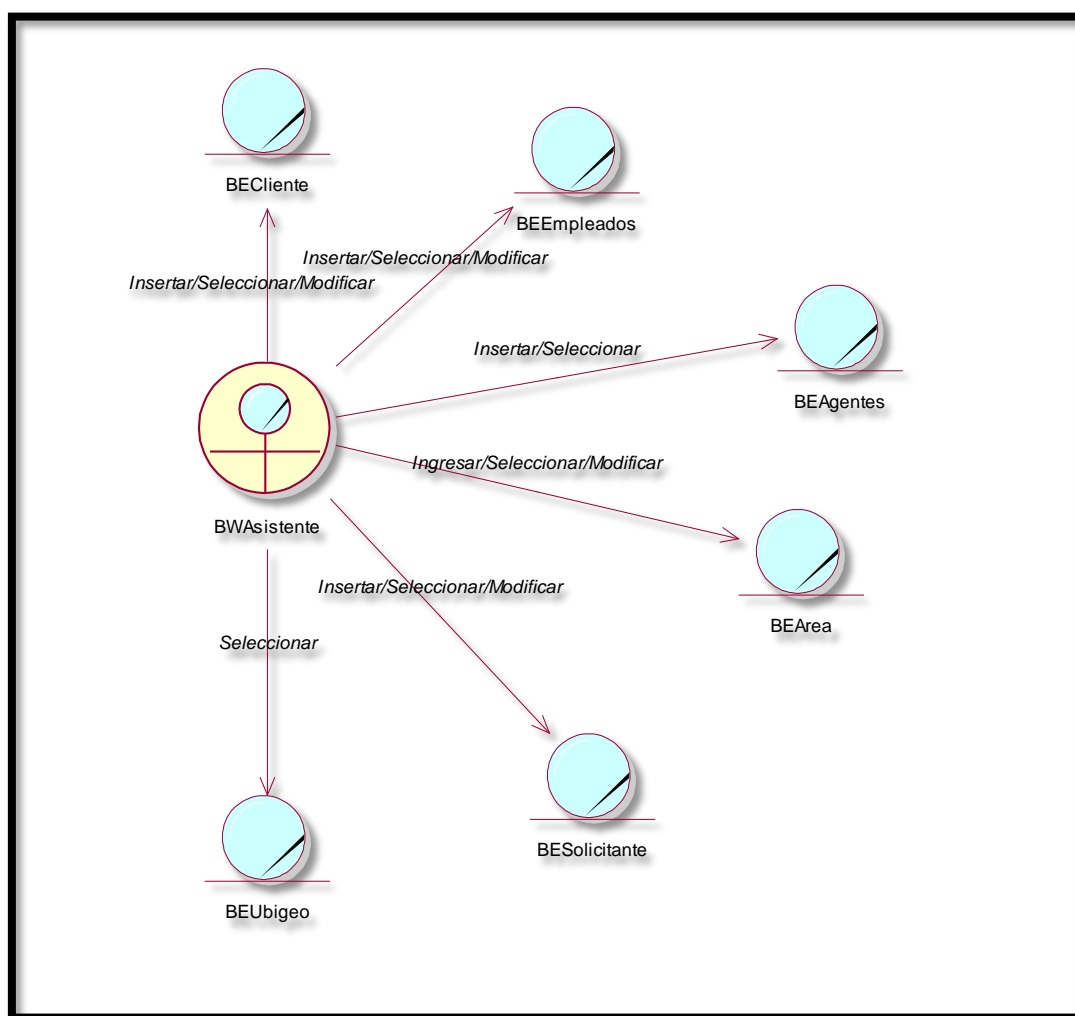 BECliente
BEEmpleados
Insertar/Seleccionar/Modificar
Insertar/Seleccionar/Modificar
Insertar/Seleccionar
BEAgentes
Ingresar/Seleccionar/Modificar
BWAsistente
Insertar/Seleccionar/Modificar
BEArea
Seleccionar
BESolicitante
BEUbigeo